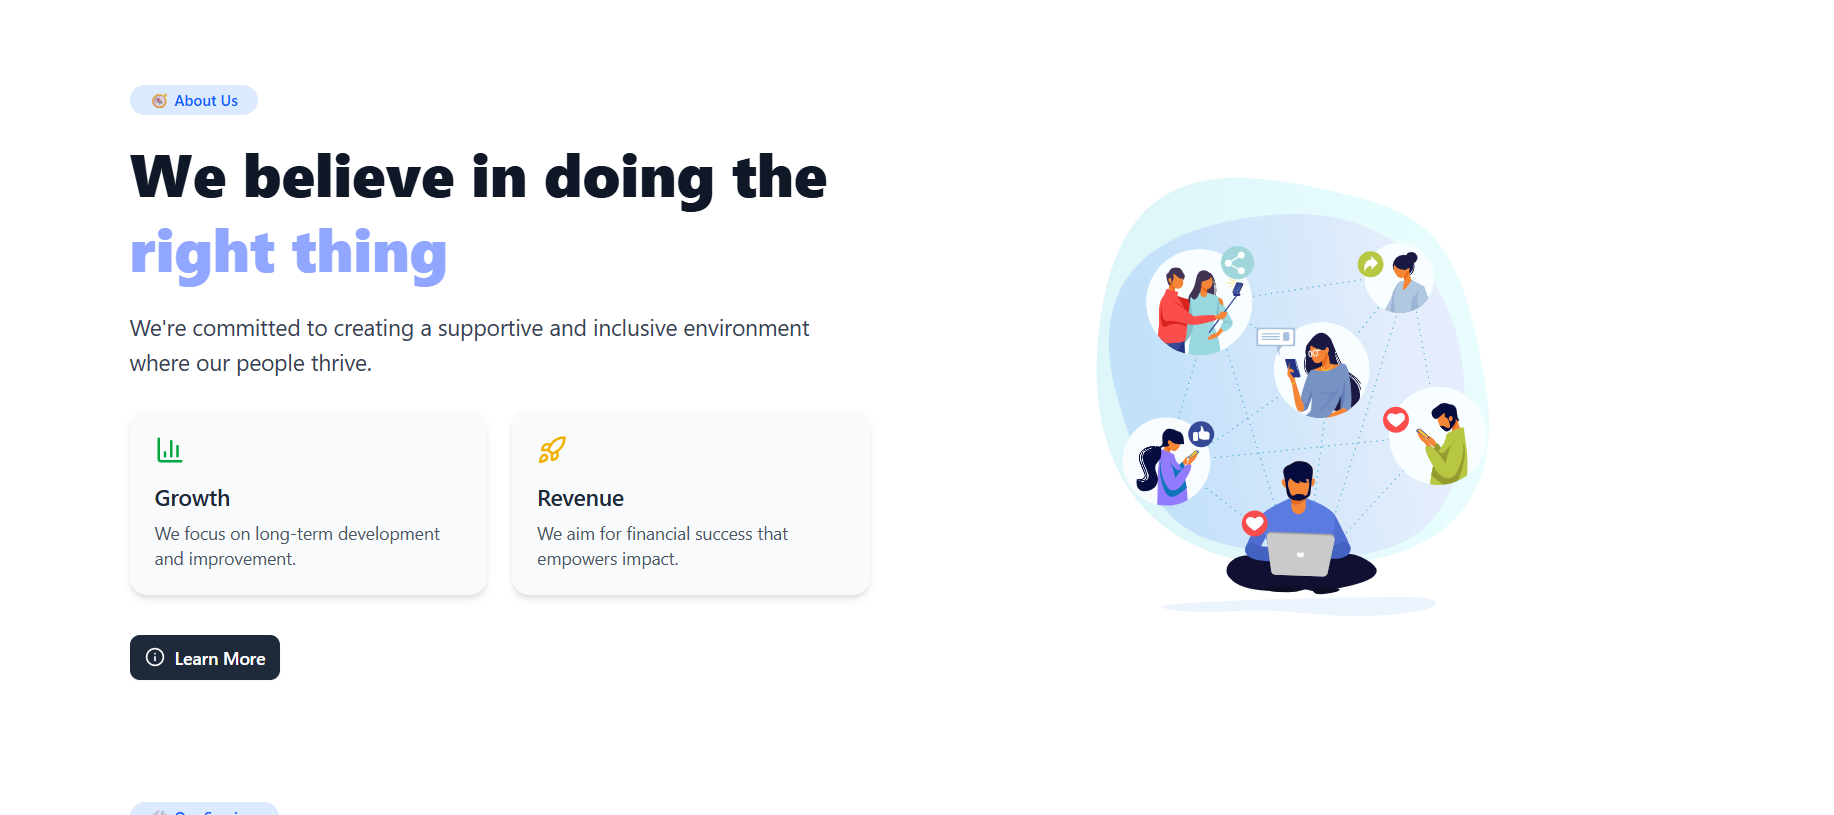 About Us
We believe in doing the
right thing
We're committed to creating a supportive and inclusive environment
where our people thrive.
Growth
We focus on long-term development
and improvement.
Revenue
We aim for financial success that
empowers impact.
Learn More